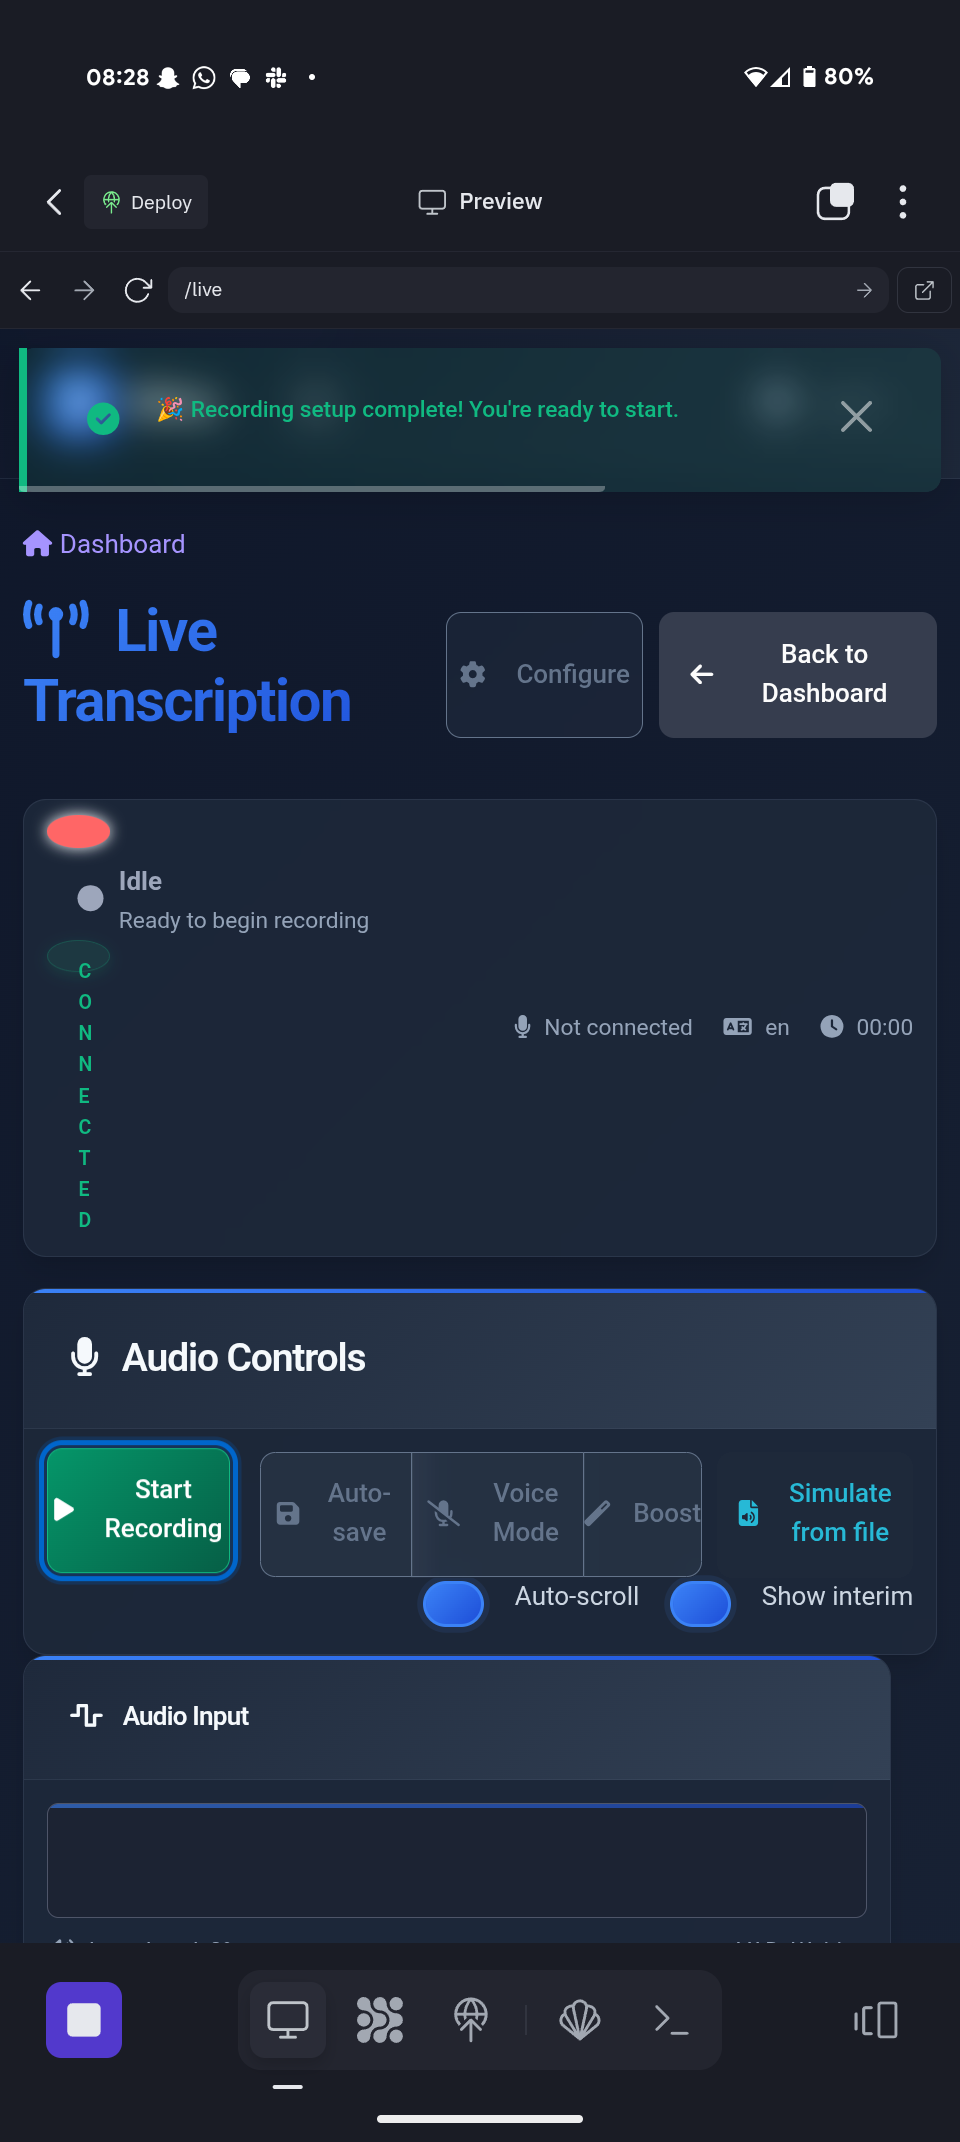 08:28
80%
Deploy
Preview
/live
🎉 Recording setup complete! You're ready to start.
Dashboard
Live
Transcription
Configure
Back to
Dashboard
Idle
Ready to begin recording
C
O
N
N
E
C
T
E
D
Not connected
en
00:00
Audio Controls
Start
Recording
Auto-
save
Voice
Mode
Boost
Simulate
from file
Auto-scroll
Show interim
Audio Input